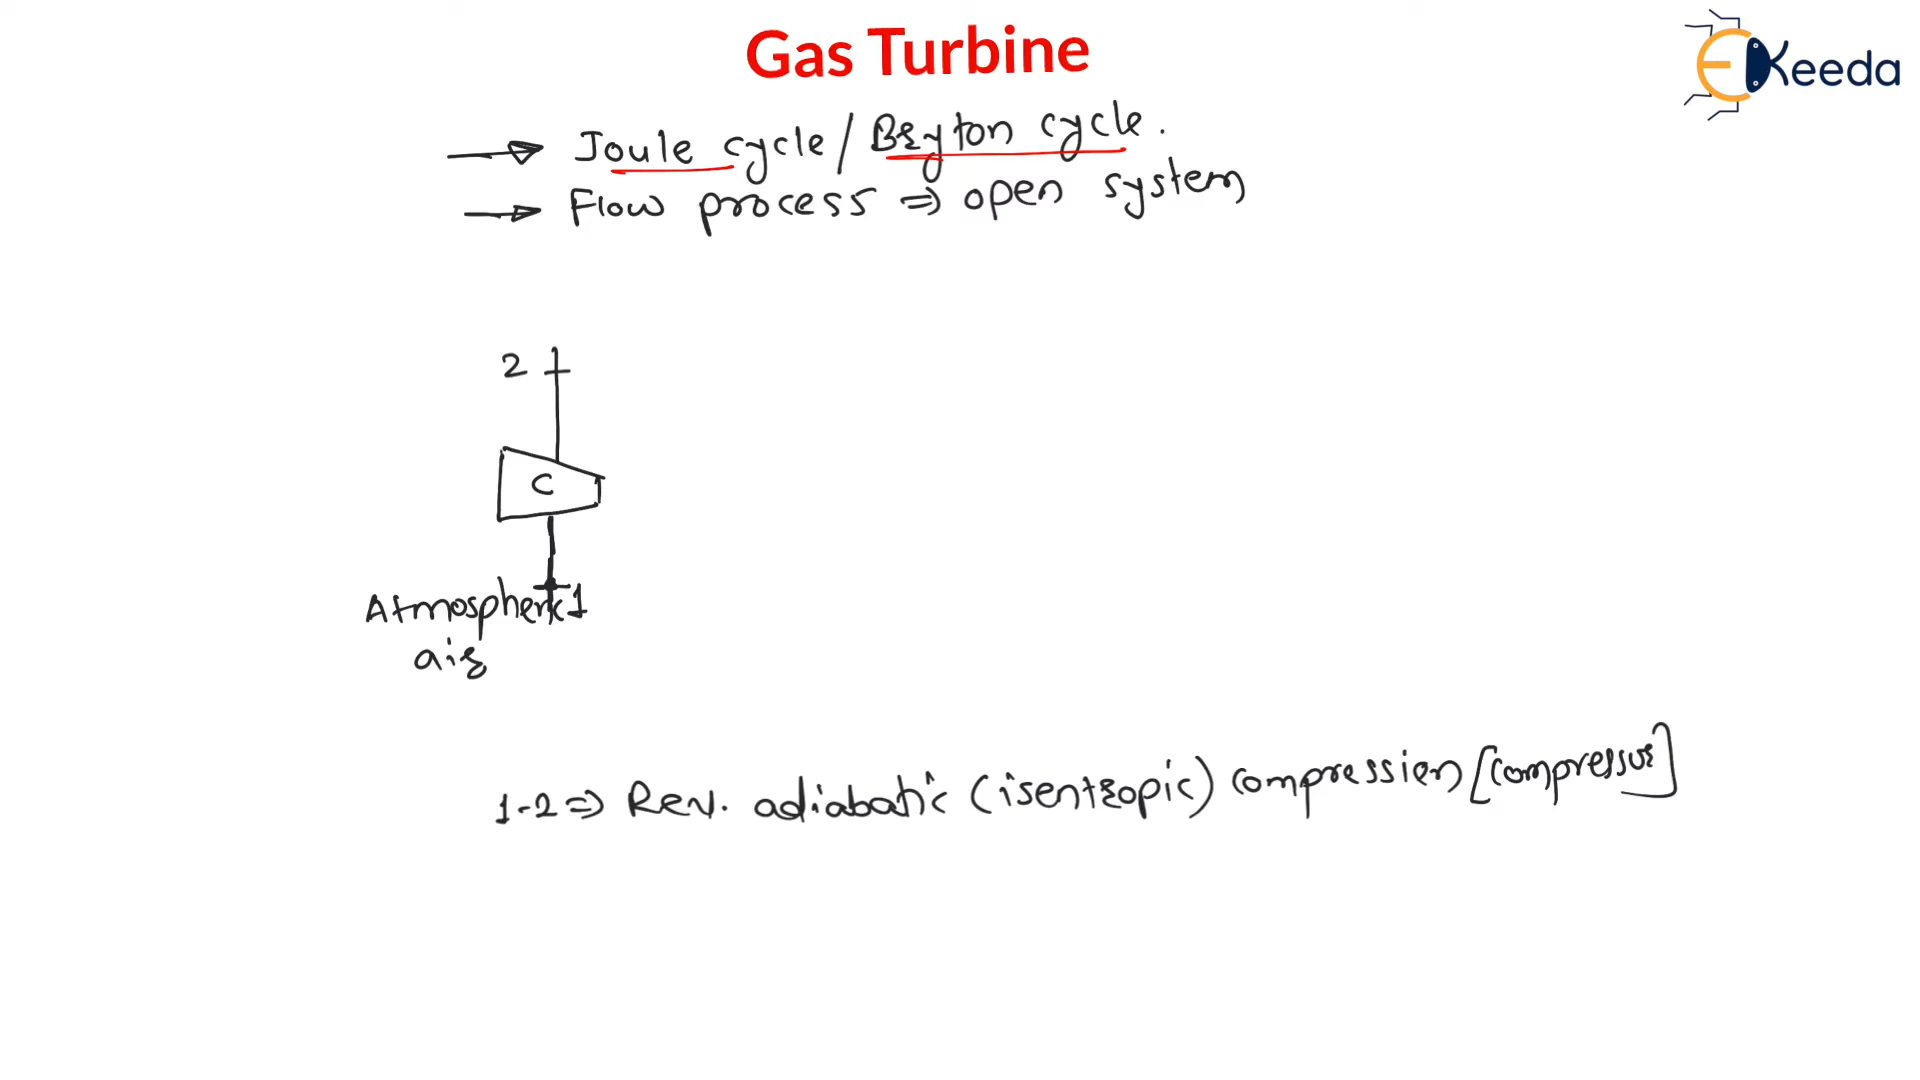 Gas Turbine
EKeeda
→ Joule cycle / Bryton cycle.
→ Flow process ⇒ open system
2
C
Atmospheric 1
air
1-2 ⇒ Rev. adiabatic (isentropic) compression [compressor]